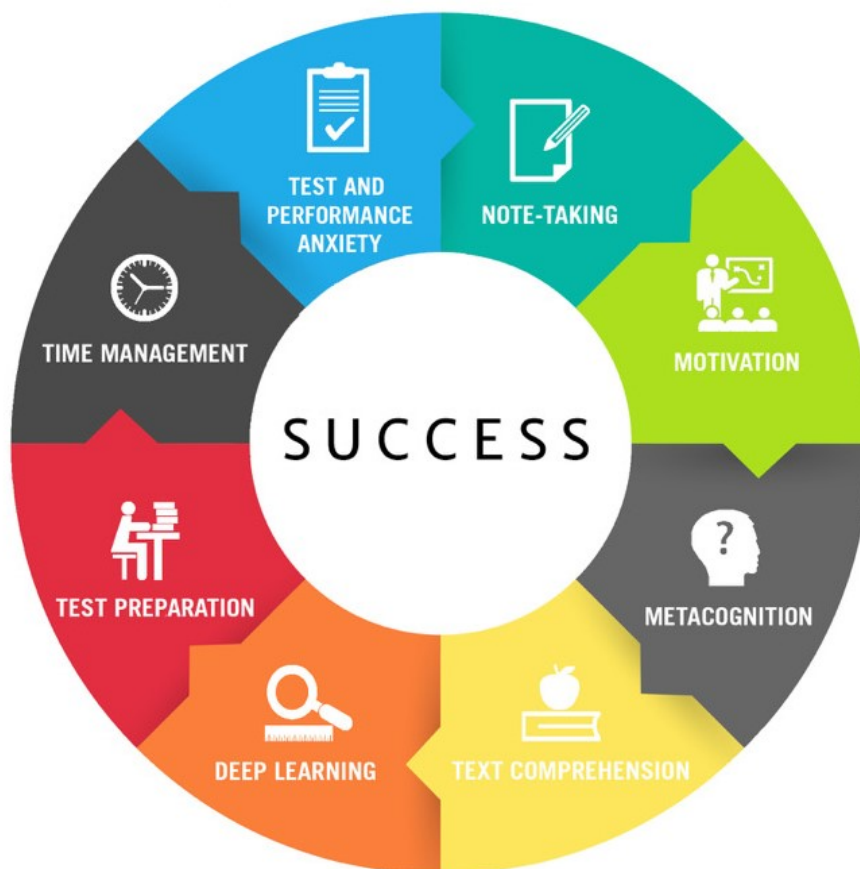 TEST AND
PERFORMANCE
ANXIETY
NOTE-TAKING
MOTIVATION
METACOGNITION
TEXT COMPREHENSION
DEEP LEARNING
TEST PREPARATION
TIME MANAGEMENT
SUCCESS
?